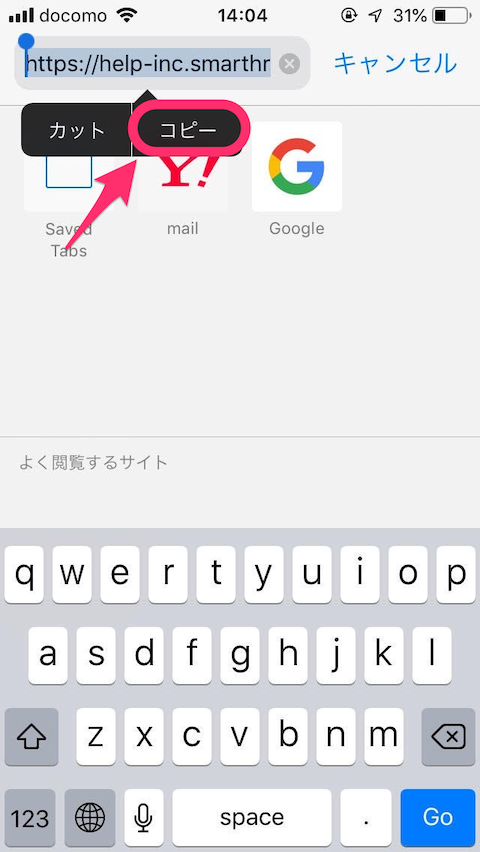 docomo 14:04 31%
https://help-inc.smarthr キャンセル
カット コピー
Y!
Saved Tabs mail Google
よく閲覧するサイト
q w e r t y u i o p
a s d f g h j k l
z x c v b n m
123 space . Go